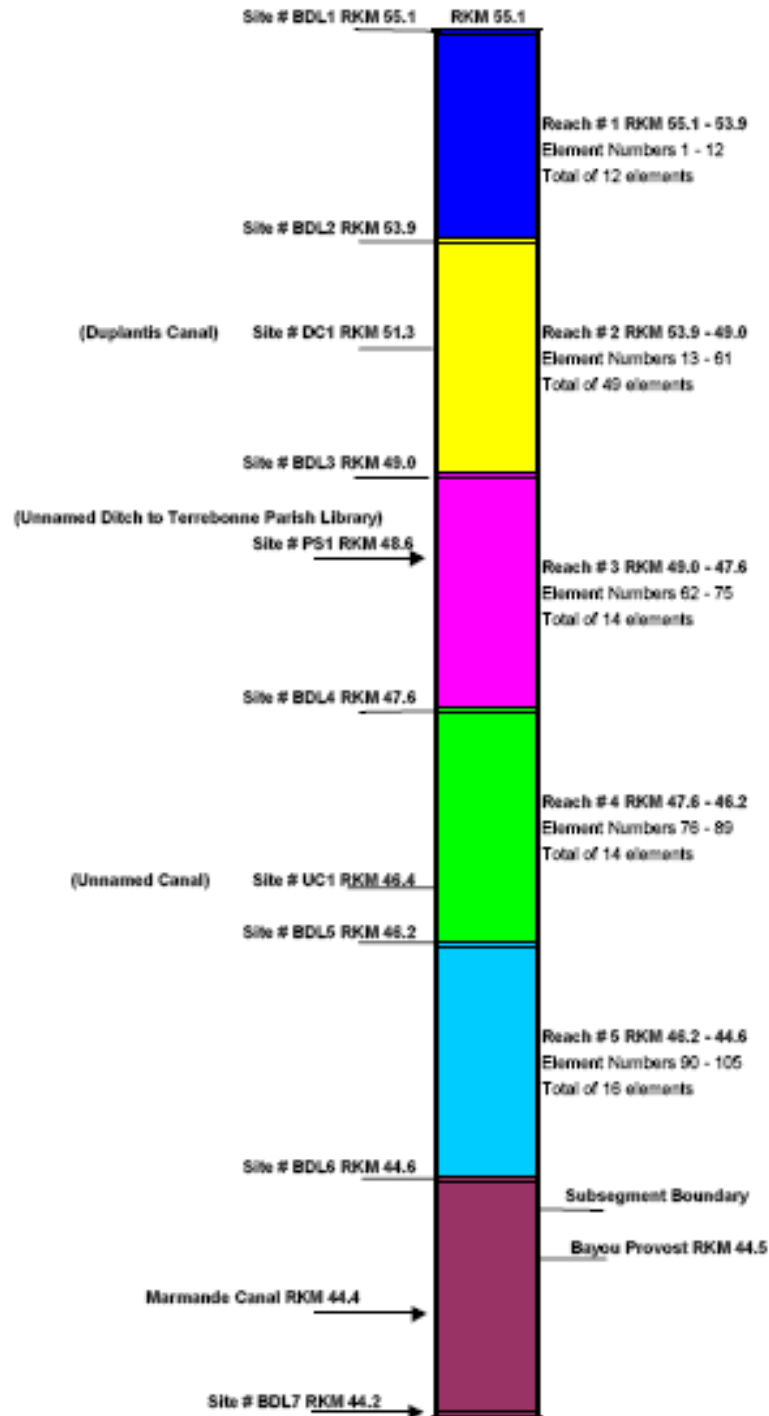 Site # BDL1 RKM 55.1
RKM 55.1
Reach # 1 RKM 55.1 - 53.9
Element Numbers 1 - 12
Total of 12 elements
Site # BDL2 RKM 53.9
(Duplantis Canal) Site # DC1 RKM 51.3
Reach # 2 RKM 53.9 - 49.0
Element Numbers 13 - 61
Total of 49 elements
Site # BDL3 RKM 49.0
(Unnamed Ditch to Terrebonne Parish Library)
Site # PS1 RKM 48.6
Reach # 3 RKM 49.0 - 47.6
Element Numbers 62 - 75
Total of 14 elements
Site # BDL4 RKM 47.6
Reach # 4 RKM 47.6 - 46.2
Element Numbers 76 - 89
Total of 14 elements
(Unnamed Canal) Site # UC1 RKM 46.4
Site # BDL5 RKM 46.2
Reach # 5 RKM 46.2 - 44.6
Element Numbers 90 - 105
Total of 16 elements
Site # BDL6 RKM 44.6
Subsegment Boundary
Bayou Provost RKM 44.5
Marmande Canal RKM 44.4
Site # BDL7 RKM 44.2